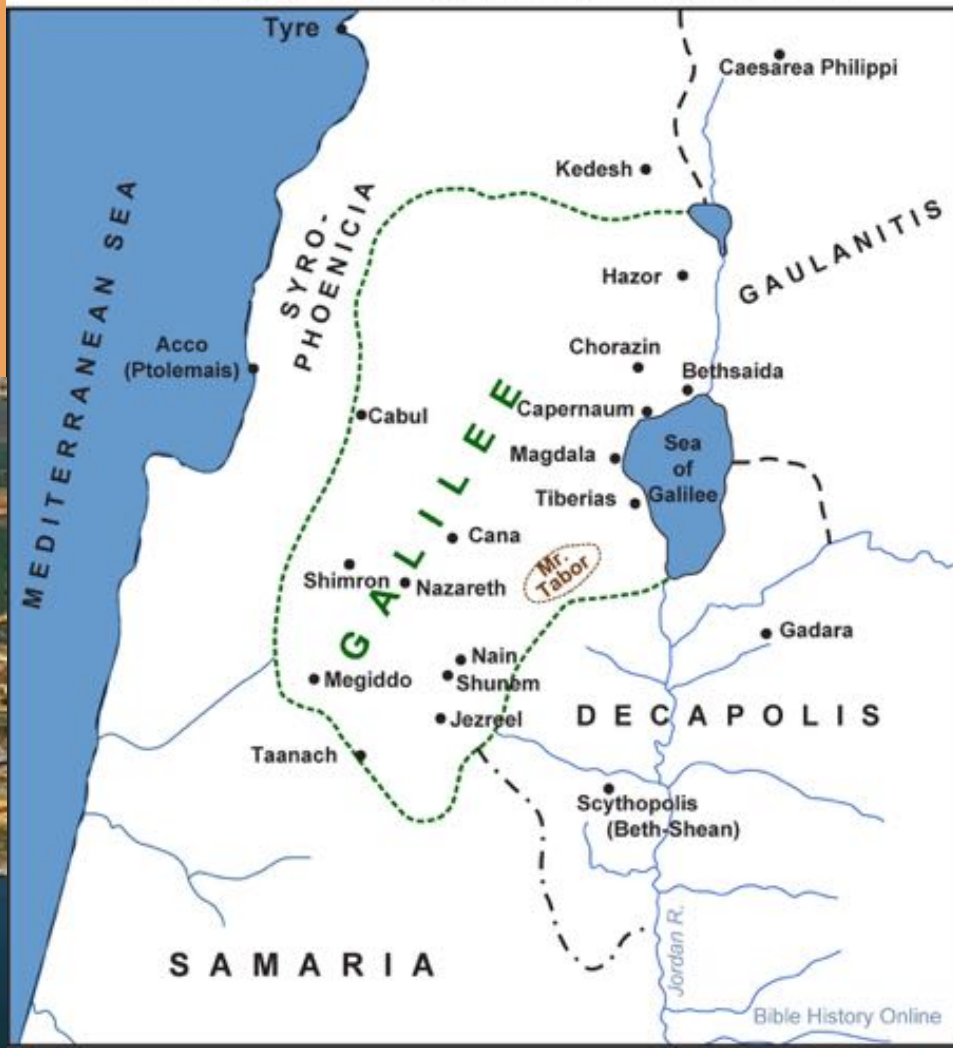 Tyre
Caesarea Philippi
Kedesh
MEDITERRANEAN SEA
SYRO-
PHOENICIA
GAULANITIS
Hazor
Acco
(Ptolemais)
Chorazin
Bethsaida
Cabul
Capernaum
GALILEE
Magdala
Sea
of
Galilee
Tiberias
Cana
Mr.
Tabor
Shimron
Nazareth
Gadara
Nain
Megiddo
Shunem
Jezreel
DECAPOLIS
Taanach
Scythopolis
(Beth-Shean)
SAMARIA
Jordan R.
Bible History Online